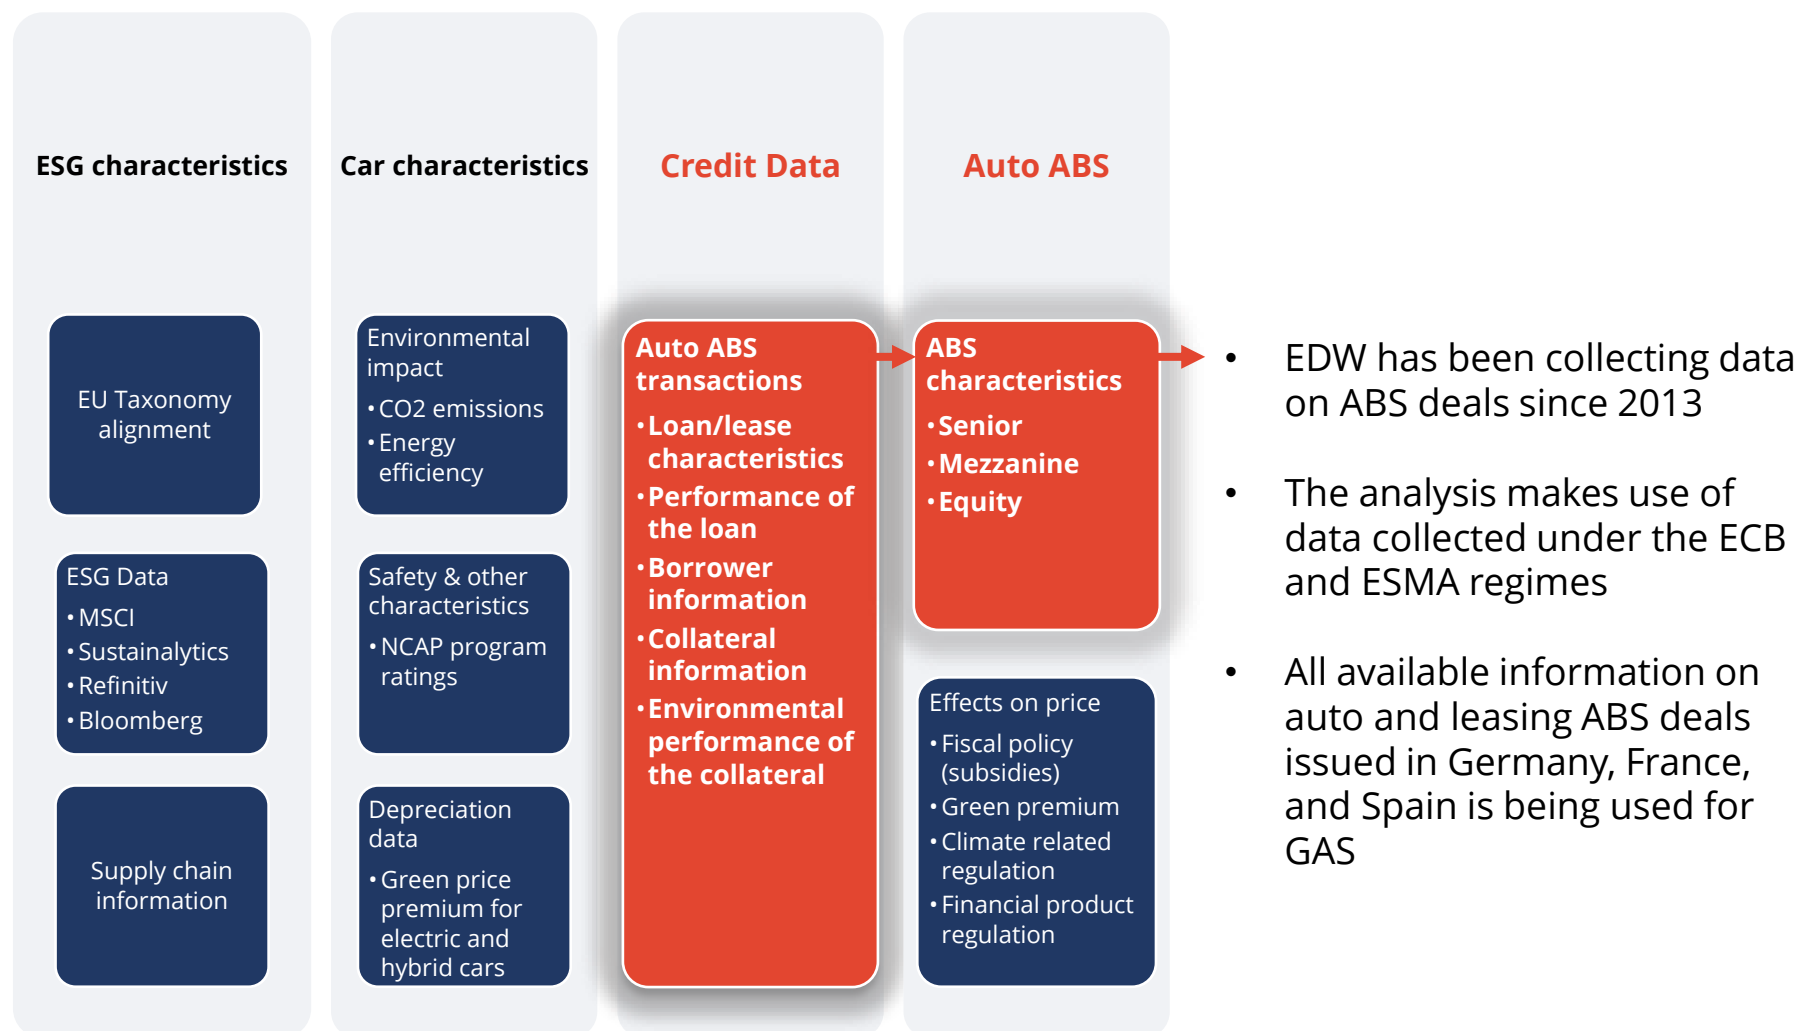 ESG characteristics
EU Taxonomy
alignment
ESG Data
• MSCI
• Sustainalytics
• Refinitiv
• Bloomberg
Supply chain
information
Car characteristics
Environmental
impact
• CO2 emissions
• Energy
efficiency
Safety & other
characteristics
• NCAP program
ratings
Depreciation
data
• Green price
premium for
electric and
hybrid cars
Credit Data
Auto ABS
transactions
• Loan/lease
characteristics
• Performance of
the loan
• Borrower
information
• Collateral
information
• Environmental
performance of
the collateral
Auto ABS
ABS
characteristics
• Senior
• Mezzanine
• Equity
Effects on price
• Fiscal policy
(subsidies)
• Green premium
• Climate related
regulation
• Financial product
regulation
• EDW has been collecting data
on ABS deals since 2013
• The analysis makes use of
data collected under the ECB
and ESMA regimes
• All available information on
auto and leasing ABS deals
issued in Germany, France,
and Spain is being used for
GAS